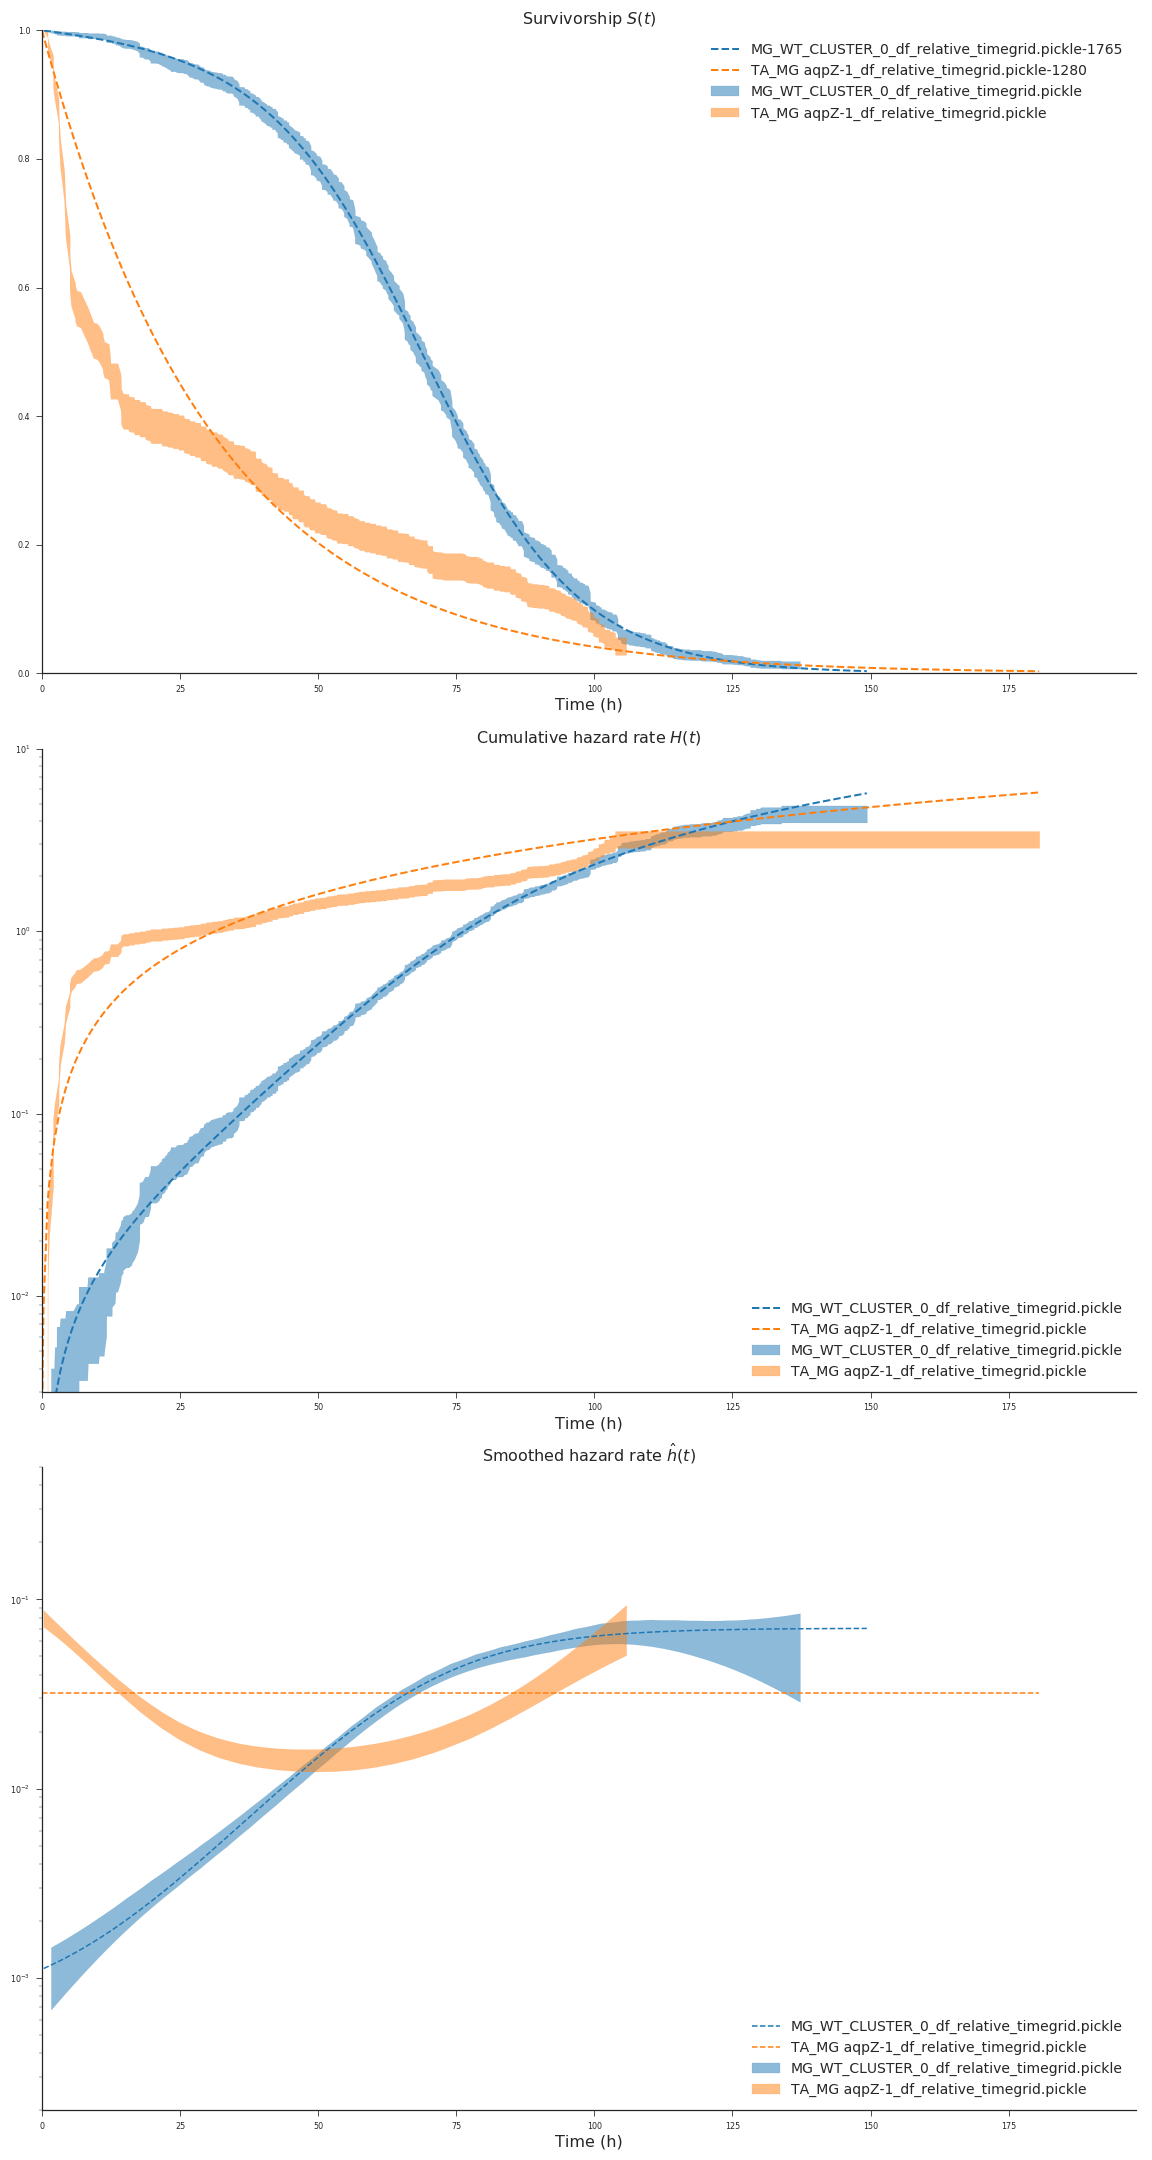 Survivorship S(t)
1.0
0.8
0.6
0.4
0.2
0.0
MG_WT_CLUSTER_0_df_relative_timegrid.pickle-1765
TA_MG aqpZ-1_df_relative_timegrid.pickle-1280
MG_WT_CLUSTER_0_df_relative_timegrid.pickle
TA_MG aqpZ-1_df_relative_timegrid.pickle
0 25 50 75 100 125 150 175
Time (h)
Cumulative hazard rate H(t)
10¹
10⁰
10⁻¹
10⁻²
MG_WT_CLUSTER_0_df_relative_timegrid.pickle
TA_MG aqpZ-1_df_relative_timegrid.pickle
MG_WT_CLUSTER_0_df_relative_timegrid.pickle
TA_MG aqpZ-1_df_relative_timegrid.pickle
0 25 50 75 100 125 150 175
Time (h)
Smoothed hazard rate ĥ(t)
10⁻¹
10⁻²
10⁻³
MG_WT_CLUSTER_0_df_relative_timegrid.pickle
TA_MG aqpZ-1_df_relative_timegrid.pickle
MG_WT_CLUSTER_0_df_relative_timegrid.pickle
TA_MG aqpZ-1_df_relative_timegrid.pickle
0 25 50 75 100 125 150 175
Time (h)